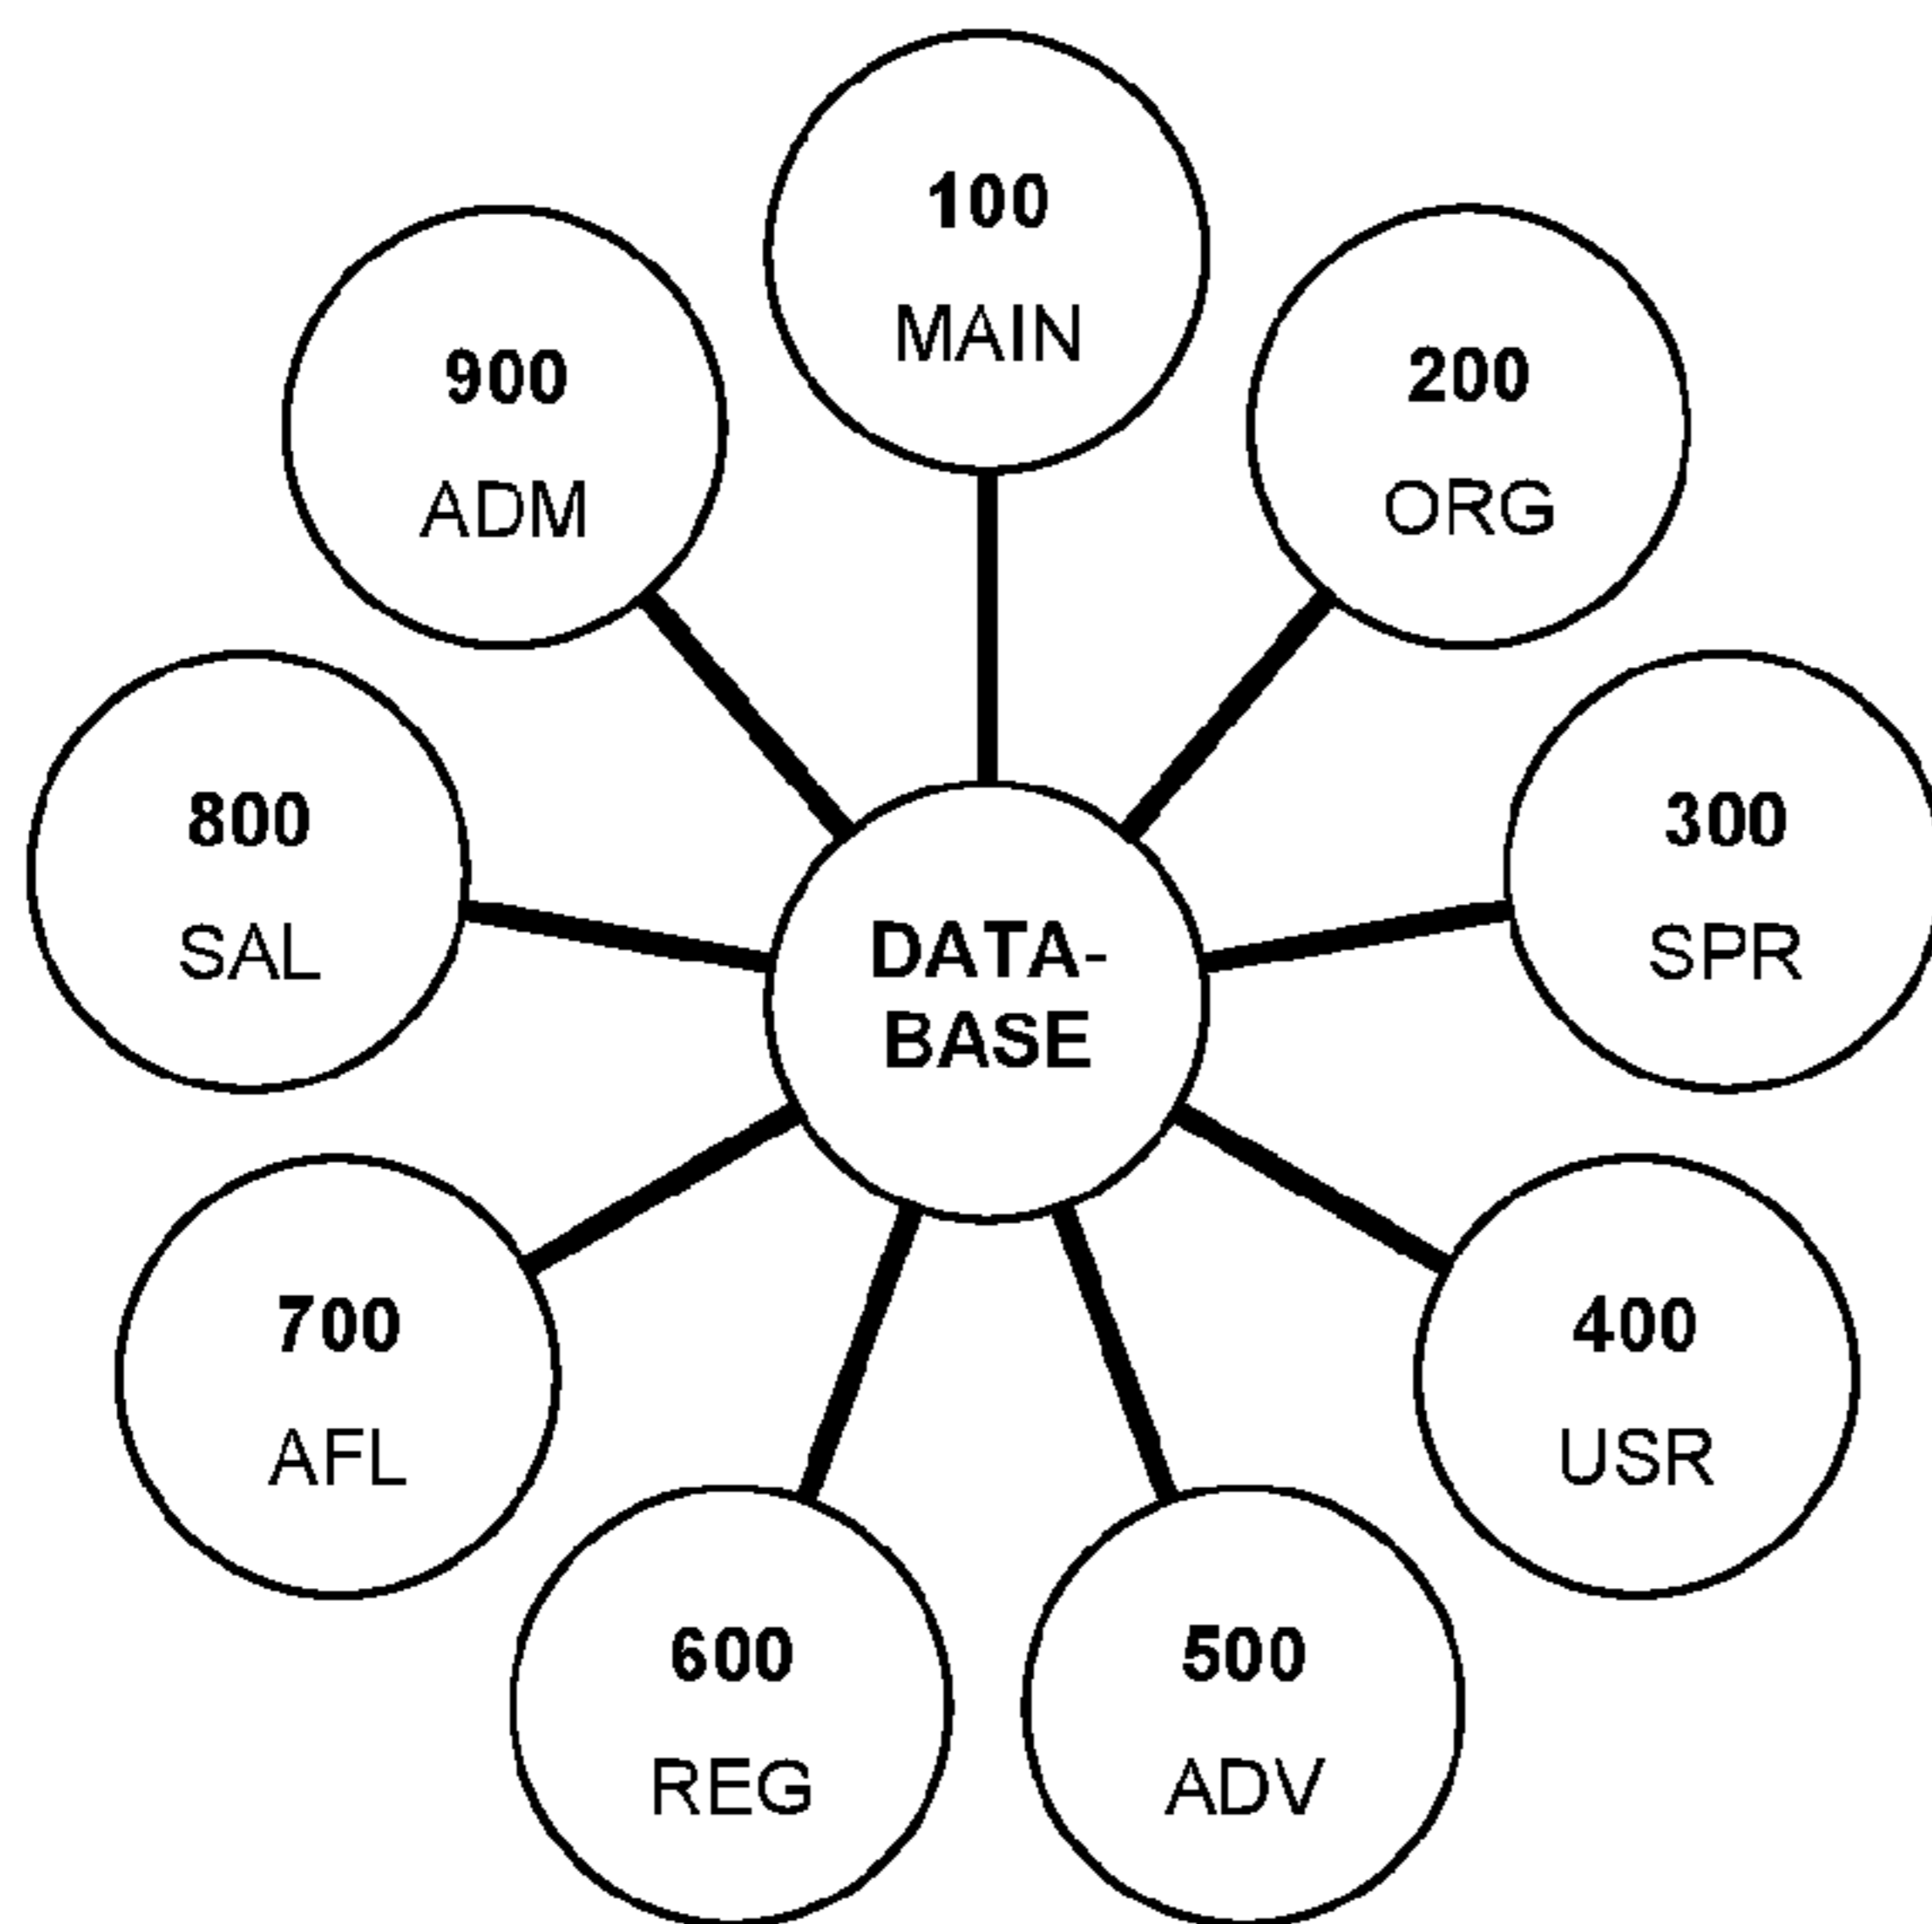 100
MAIN
200
ORG
300
SPR
400
USR
500
ADV
600
REG
700
AFL
800
SAL
900
ADM
DATA-
BASE